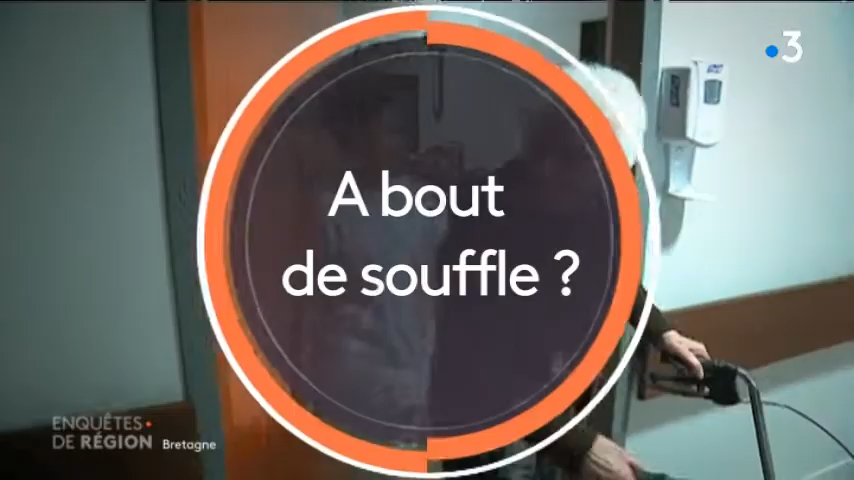 3
A bout
de souffle ?
ENQUÊTES
DE RÉGION Bretagne